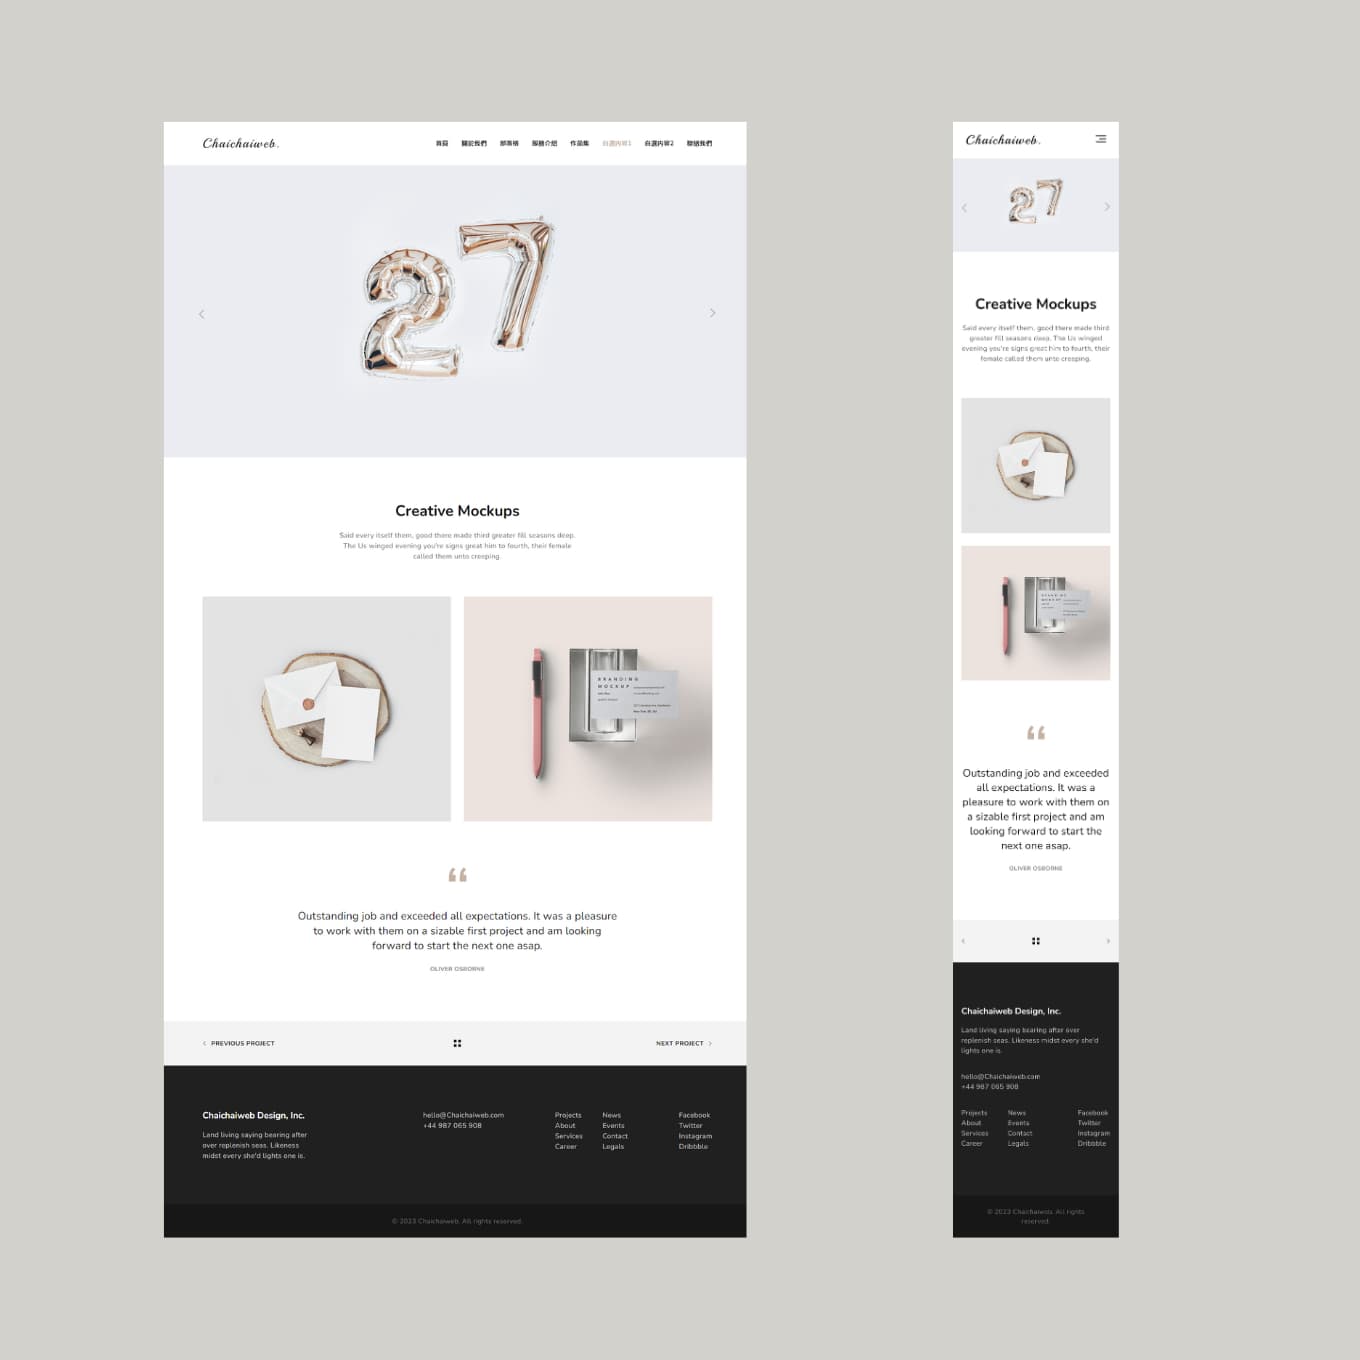 Chaichaiweb.
首頁 關於我們 部落格 服務介紹 作品集 自選內容1 自選內容2 聯絡我們
Creative Mockups
Said every itself them, good there made third greater fill seasons deep.
The Us winged evening you're signs great him to fourth, their female
called them unto creeping.
BRANDING
MOCKUP
“
Outstanding job and exceeded all expectations. It was a pleasure
to work with them on a sizable first project and am looking
forward to start the next one asap.
OLIVER OSBORNE
PREVIOUS PROJECT
NEXT PROJECT
Chaichaiweb Design, Inc.
Land living saying bearing after
over replenish seas. Likeness
midst every she'd lights one is.
hello@Chaichaiweb.com
+44 987 065 908
Projects
About
Services
Career
News
Events
Contact
Legals
Facebook
Twitter
Instagram
Dribbble
© 2023 Chaichaiweb. All rights reserved.
Chaichaiweb.
Creative Mockups
Said every itself them, good there made third
greater fill seasons deep. The Us winged
evening you're signs great him to fourth, their
female called them unto creeping.
BRANDING
MOCKUP
“
Outstanding job and exceeded
all expectations. It was a
pleasure to work with them on
a sizable first project and am
looking forward to start the
next one asap.
OLIVER OSBORNE
Chaichaiweb Design, Inc.
Land living saying bearing after over
replenish seas. Likeness midst every she'd
lights one is.
hello@Chaichaiweb.com
+44 987 065 908
Projects
About
Services
Career
News
Events
Contact
Legals
Facebook
Twitter
Instagram
Dribbble
© 2023 Chaichaiweb. All rights
reserved.